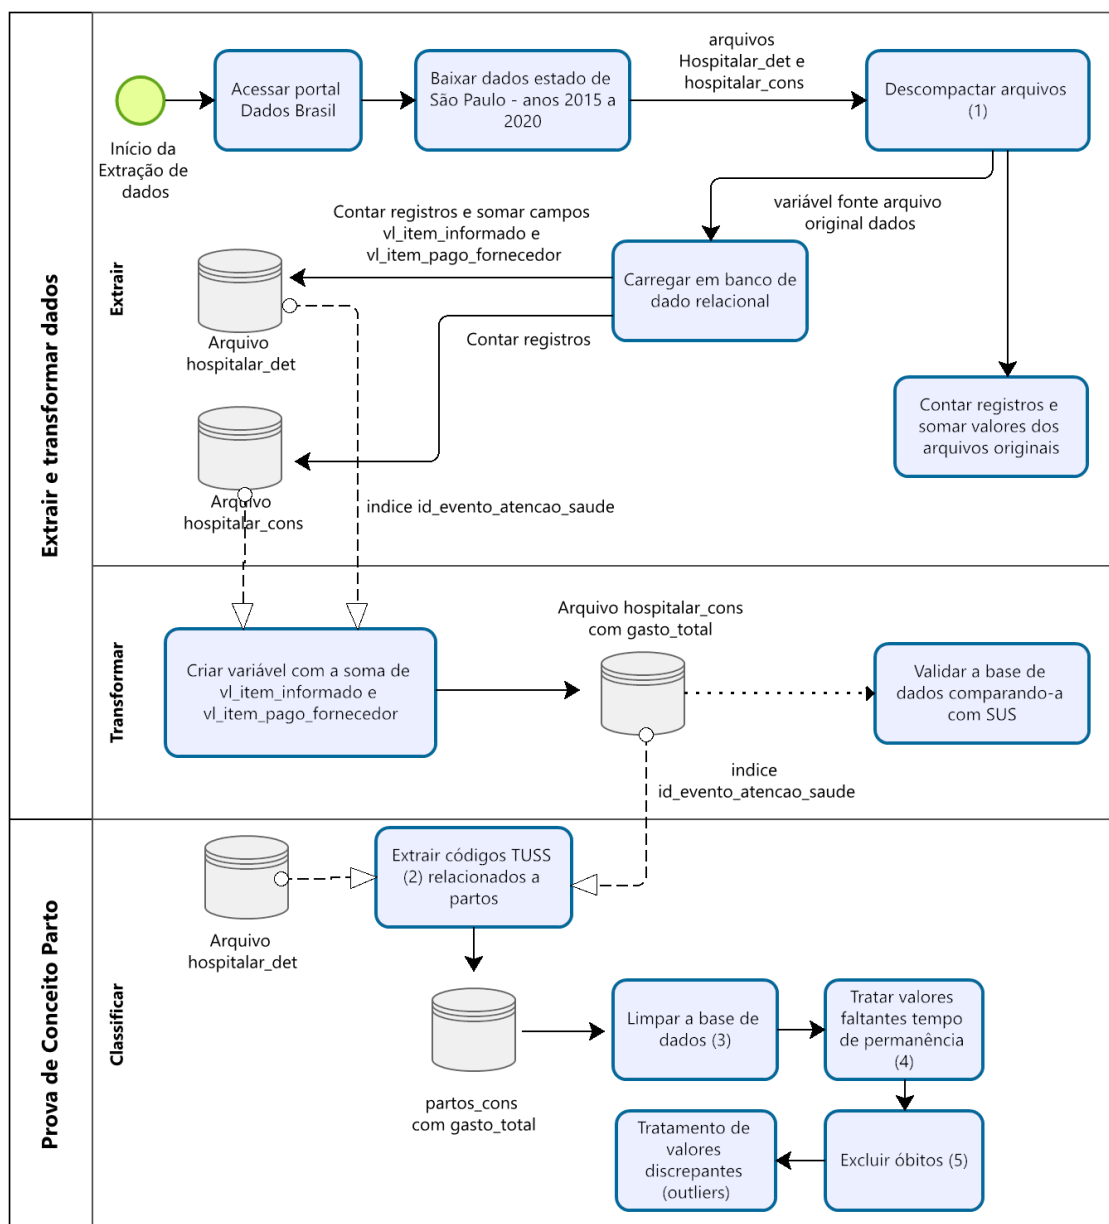 Extrair e transformar dados
Extrair
Início da
Extração de
dados
Acessar portal
Dados Brasil
Baixar dados estado de
São Paulo - anos 2015 a
2020
arquivos
Hospitalar_det e
hospitalar_cons
Descompactar arquivos
(1)
variável fonte arquivo
original dados
Contar registros e somar campos
vl_item_informado e
vl_item_pago_fornecedor
Carregar em banco de
dado relacional
Arquivo
hospitalar_det
Contar registros
Contar registros e
somar valores dos
arquivos originais
Arquivo
hospitalar_cons
indice id_evento_atencao_saude
Transformar
Criar variável com a soma de
vl_item_informado e
vl_item_pago_fornecedor
Arquivo hospitalar_cons
com gasto_total
Validar a base de
dados comparando-a
com SUS
indice
id_evento_atencao_saude
Prova de Conceito Parto
Classificar
Arquivo
hospitalar_det
Extrair códigos TUSS
(2) relacionados a
partos
partos_cons
com gasto_total
Limpar a base de
dados (3)
Tratar valores
faltantes tempo
de permanência
(4)
Excluir óbitos (5)
Tratamento de
valores
discrepantes
(outliers)